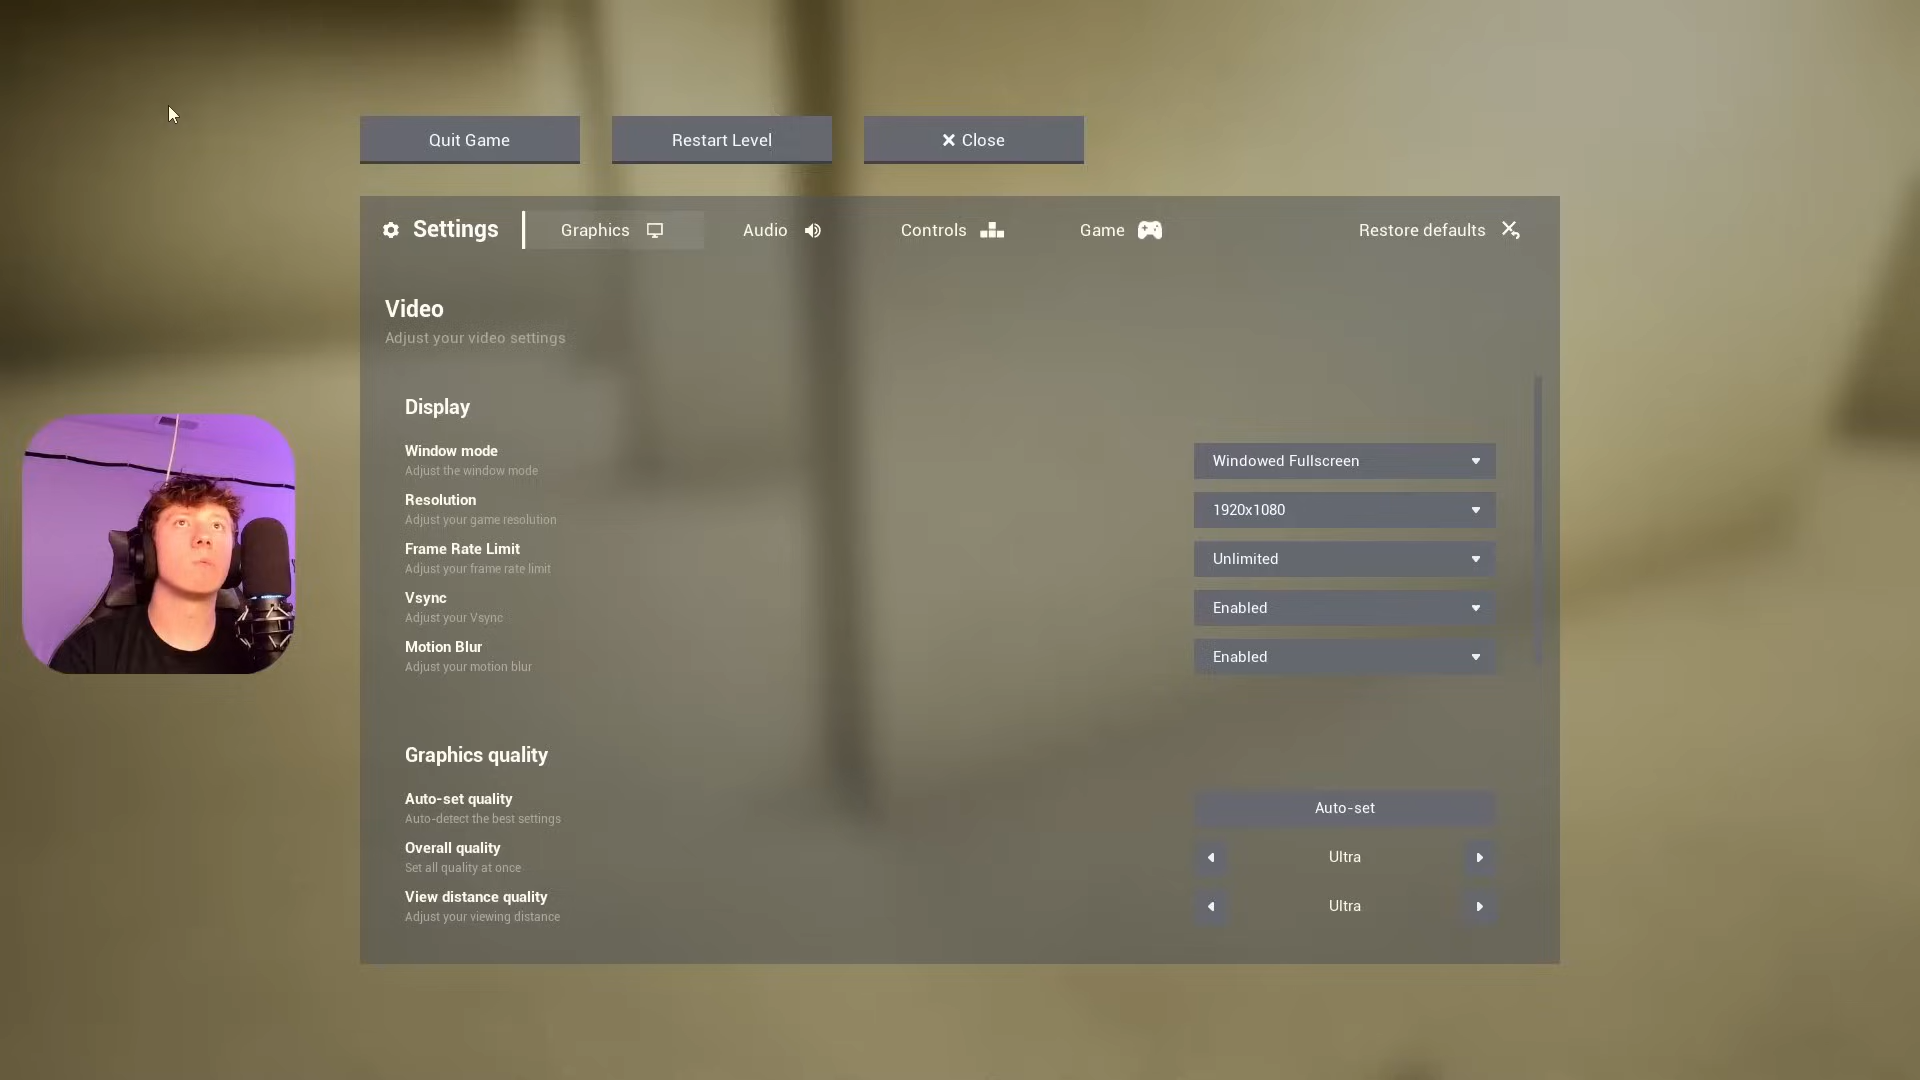 Quit Game
Restart Level
Close
Settings
Graphics
Audio
Controls
Game
Restore defaults
Video
Adjust your video settings
Display
Window mode
Adjust the window mode
Windowed Fullscreen
Resolution
Adjust your game resolution
1920x1080
Frame Rate Limit
Adjust your frame rate limit
Unlimited
Vsync
Adjust your Vsync
Enabled
Motion Blur
Adjust your motion blur
Enabled
Graphics quality
Auto-set quality
Auto-detect the best settings
Auto-set
Overall quality
Set all quality at once
Ultra
View distance quality
Adjust your viewing distance
Ultra